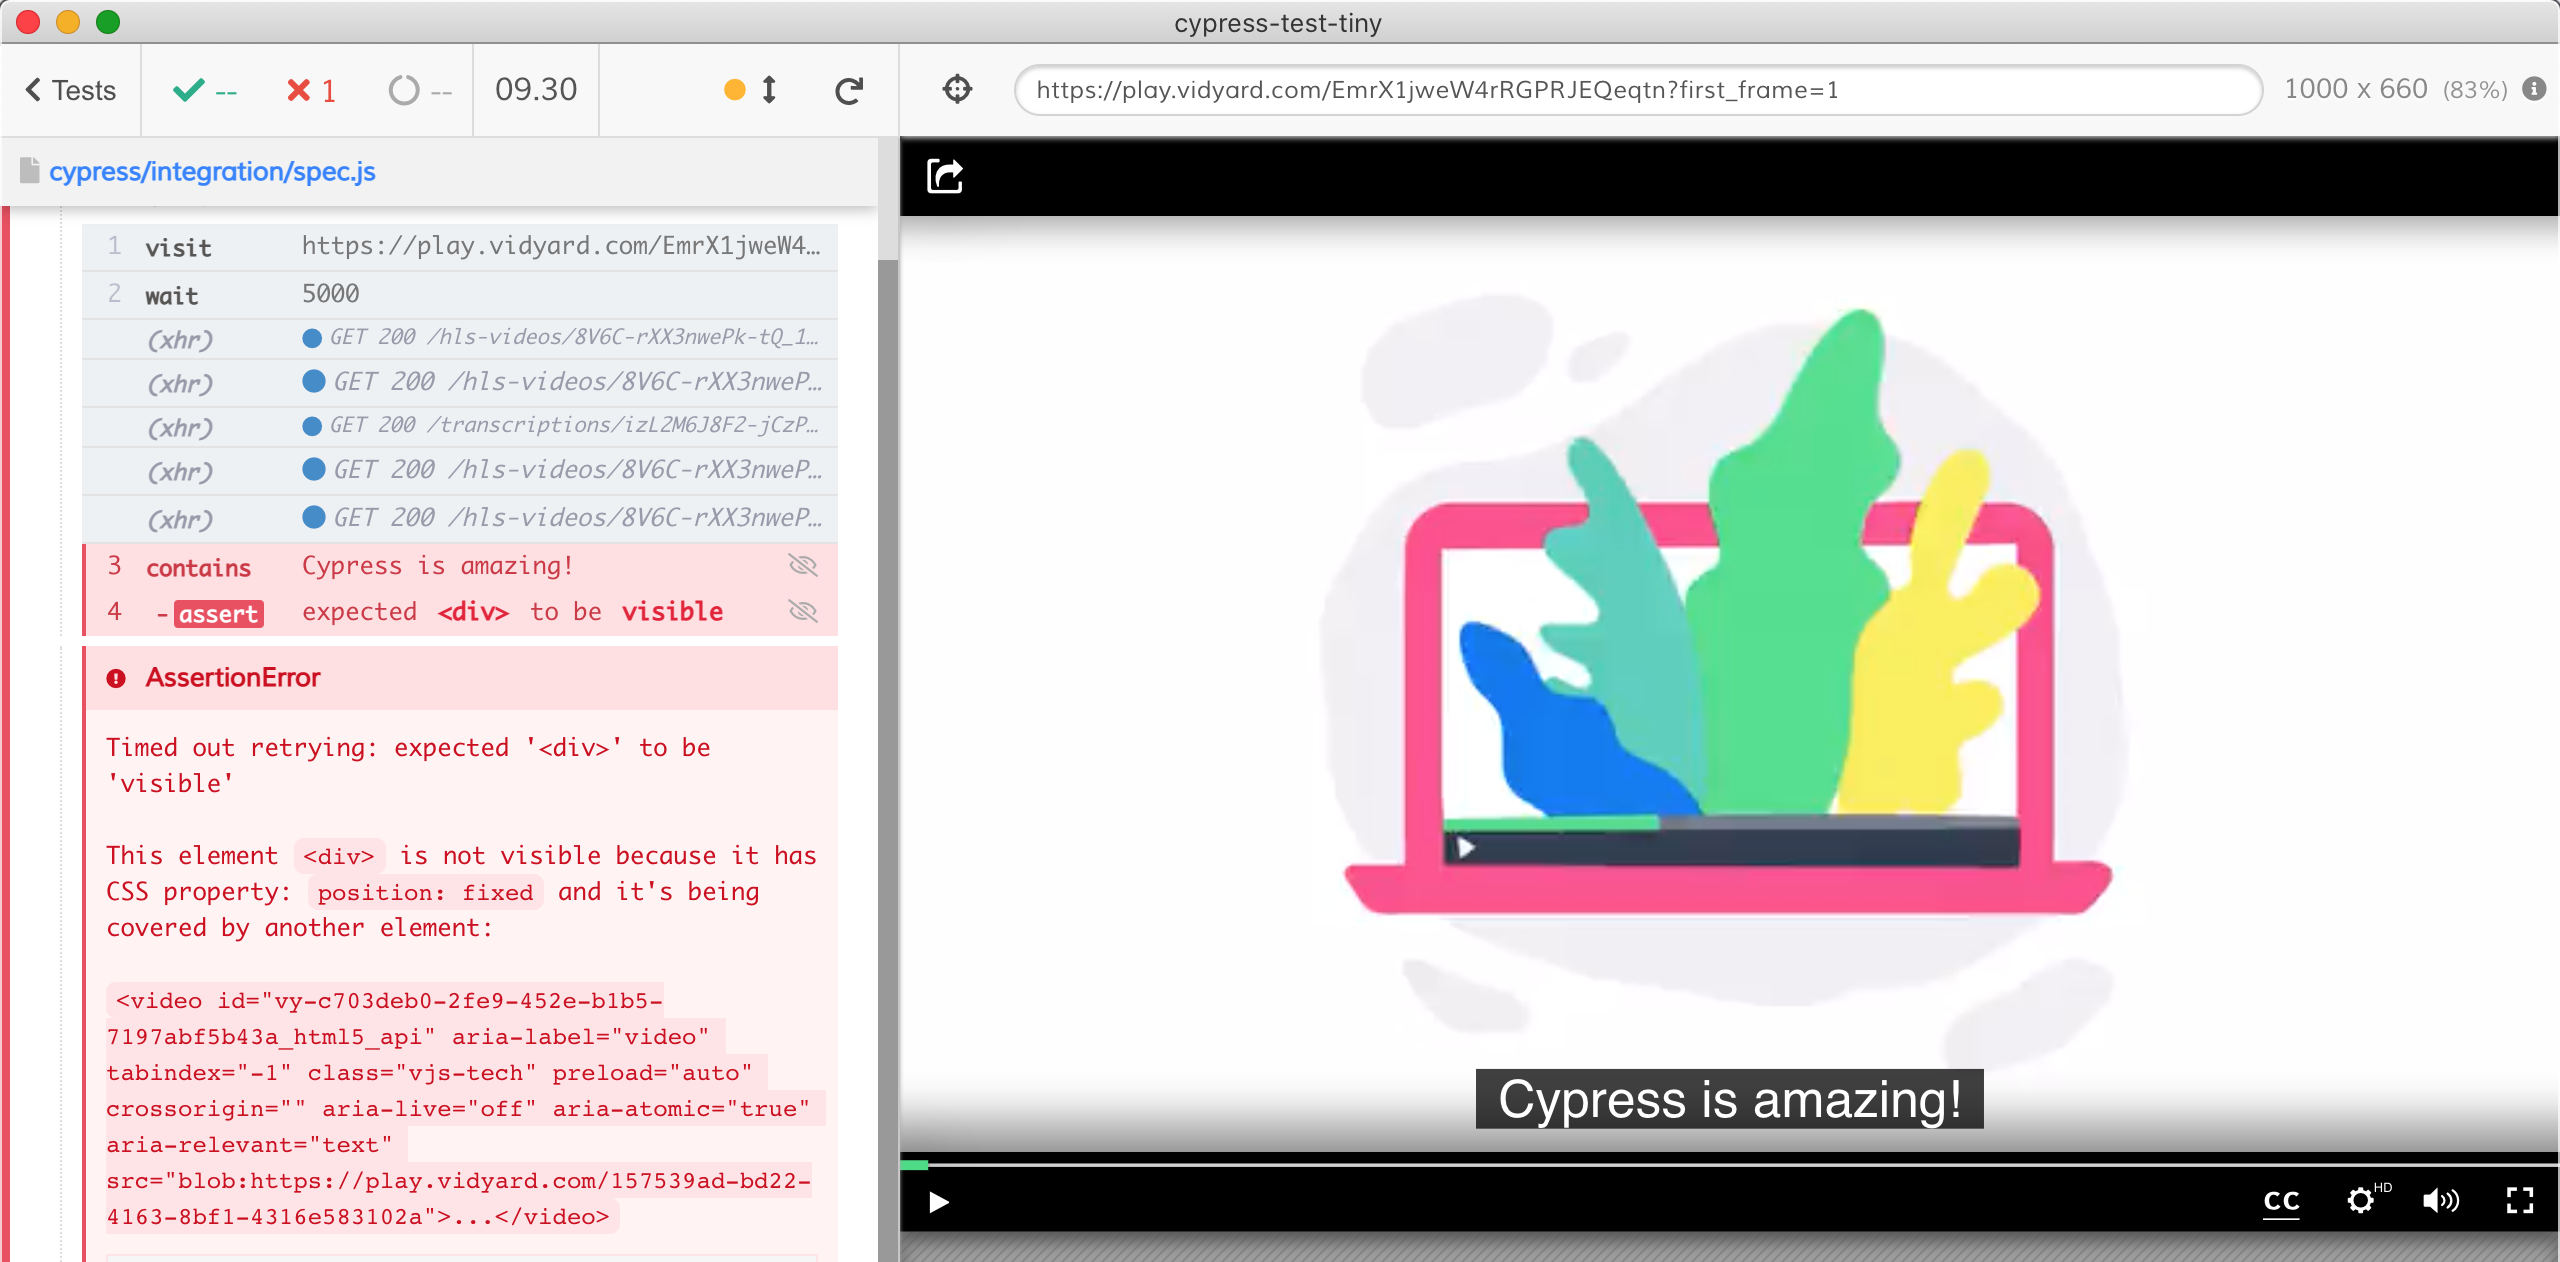 cypress-test-tiny
Tests
--
1
--
09.30
https://play.vidyard.com/EmrX1jweW4rRGPRJEQeqtn?first_frame=1
1000 x 660 (83%)
cypress/integration/spec.js
1 visit https://play.vidyard.com/EmrX1jweW4…
2 wait 5000
(xhr) GET 200 /hls-videos/8V6C-rXX3nwePk-tQ_1…
(xhr) GET 200 /hls-videos/8V6C-rXX3nweP…
(xhr) GET 200 /transcriptions/izL2M6J8F2-jCzP…
(xhr) GET 200 /hls-videos/8V6C-rXX3nweP…
(xhr) GET 200 /hls-videos/8V6C-rXX3nweP…
3 contains Cypress is amazing!
4 -assert expected <div> to be visible
AssertionError
Timed out retrying: expected '<div>' to be
'visible'
This element <div> is not visible because it has
CSS property: position: fixed and it's being
covered by another element:
<video id="vy-c703deb0-2fe9-452e-b1b5-
7197abf5b43a_html5_api" aria-label="video"
tabindex="-1" class="vjs-tech" preload="auto"
crossorigin="" aria-live="off" aria-atomic="true"
aria-relevant="text"
src="blob:https://play.vidyard.com/157539ad-bd22-
4163-8bf1-4316e583102a">...</video>
Cypress is amazing!
CC
HD